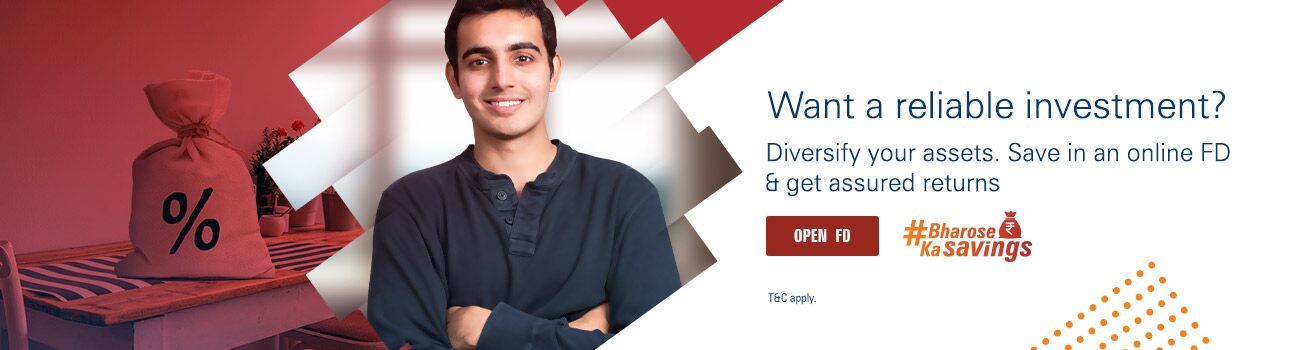 %
Want a reliable investment?
Diversify your assets. Save in an online FD
& get assured returns
OPEN FD
#Bharose
Ka savings
₹
T&C apply.